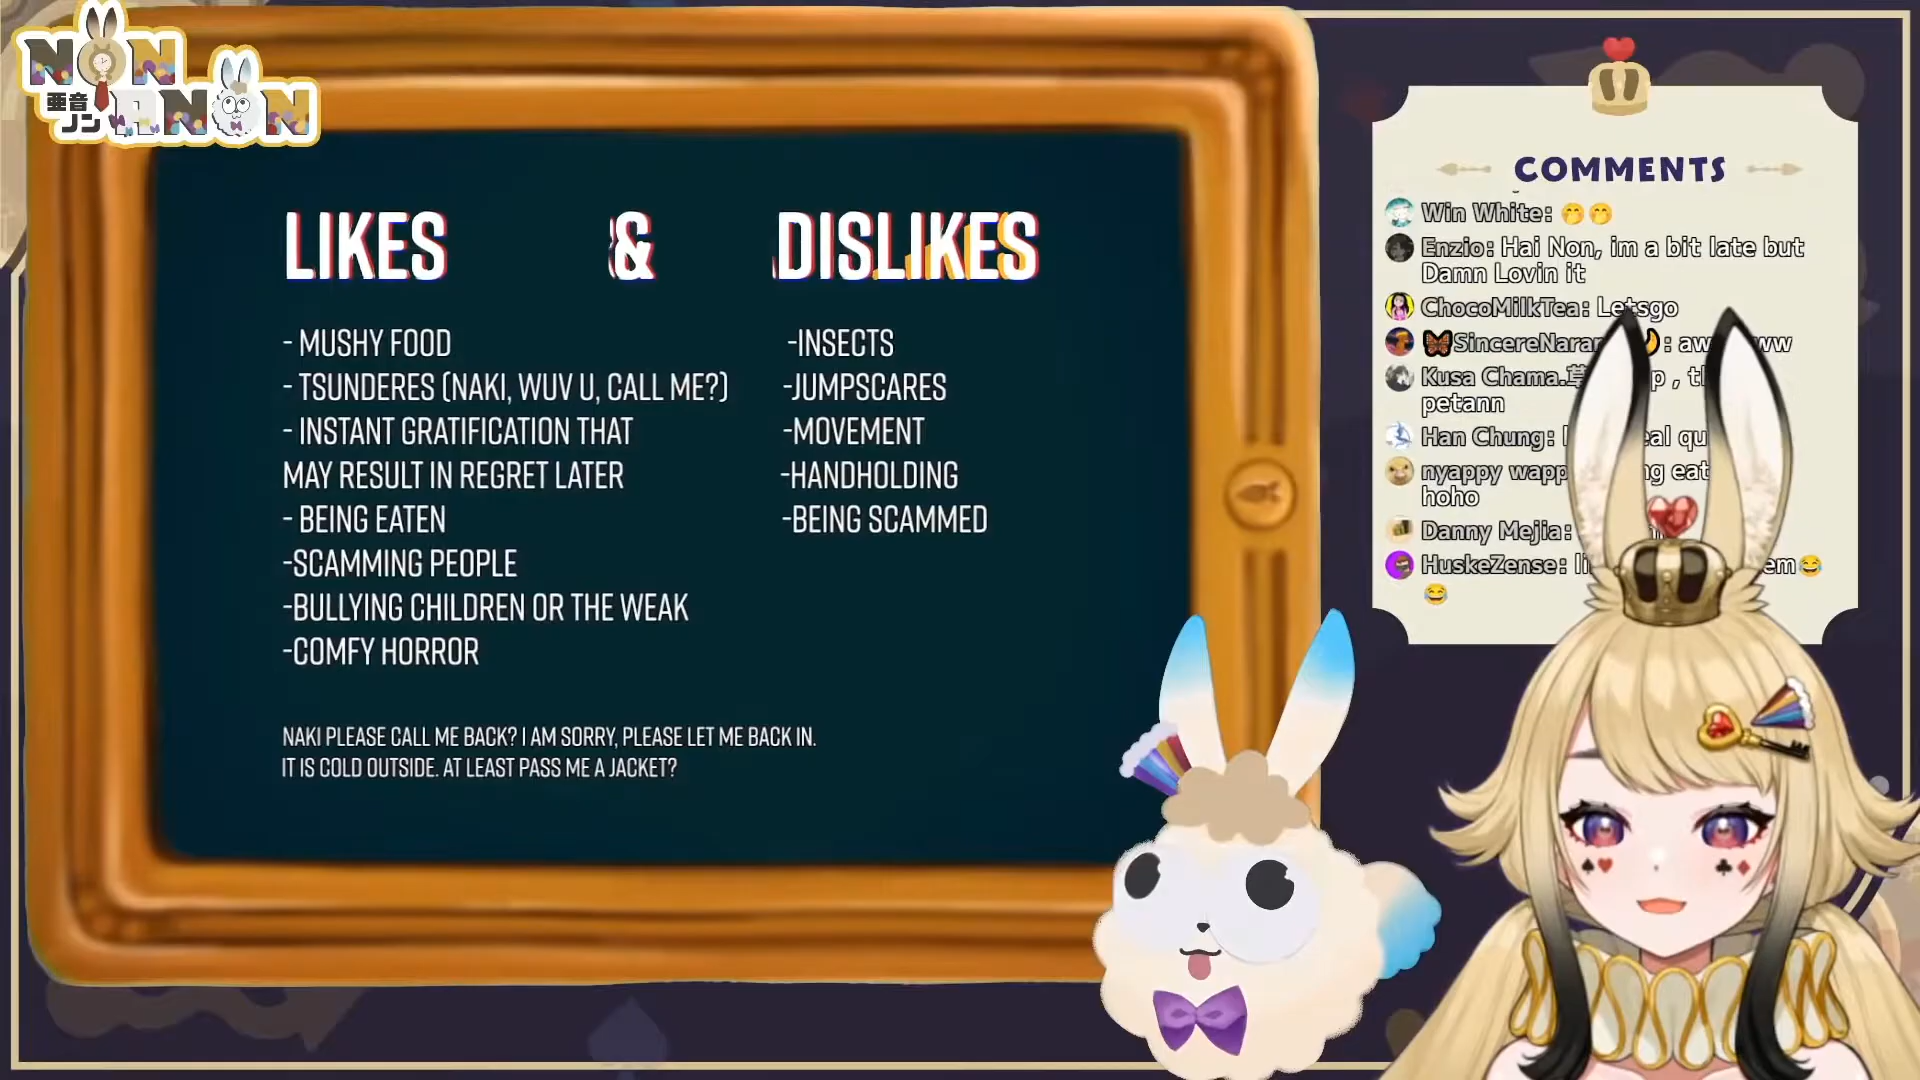 NON
亜音
ノン
ANON
LIKES & DISLIKES
- MUSHY FOOD
- TSUNDERES (NAKI, WUV U, CALL ME?)
- INSTANT GRATIFICATION THAT
MAY RESULT IN REGRET LATER
- BEING EATEN
-SCAMMING PEOPLE
-BULLYING CHILDREN OR THE WEAK
-COMFY HORROR
-INSECTS
-JUMPSCARES
-MOVEMENT
-HANDHOLDING
-BEING SCAMMED
NAKI PLEASE CALL ME BACK? I AM SORRY, PLEASE LET ME BACK IN.
IT IS COLD OUTSIDE. AT LEAST PASS ME A JACKET?
COMMENTS
Win White: 🤭🤭
Enzio: Hai Non, im a bit late but
Damn Lovin it
ChocoMilkTea: Letsgo
🦋SincereNaran
Kusa Chama.草
petann
Han Chung:
nyappy wapp
hoho
Danny Mejia:
HuskeZense: 😂
😂